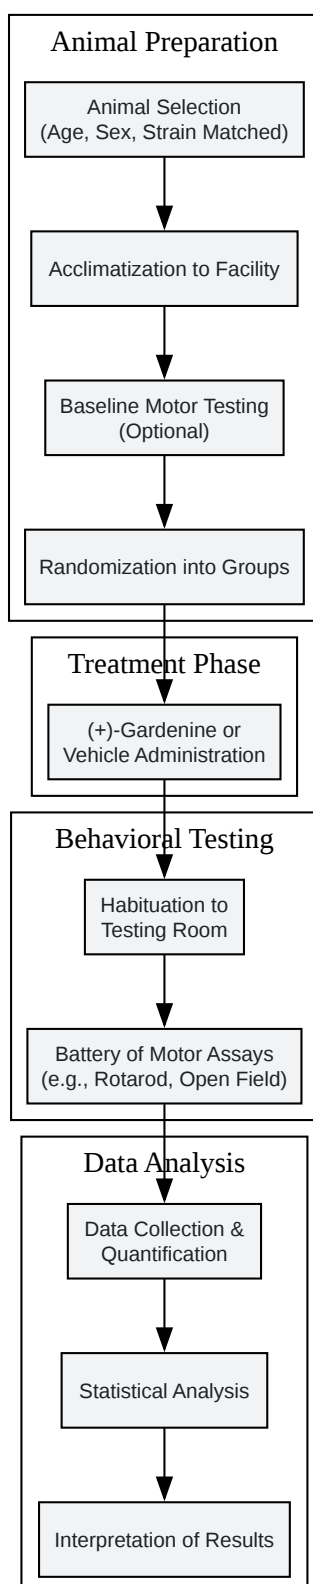 Animal Preparation
Animal Selection
(Age, Sex, Strain Matched)
Acclimatization to Facility
Baseline Motor Testing
(Optional)
Randomization into Groups
Treatment Phase
(+)-Gardenine or
Vehicle Administration
Behavioral Testing
Habituation to
Testing Room
Battery of Motor Assays
(e.g., Rotarod, Open Field)
Data Analysis
Data Collection &
Quantification
Statistical Analysis
Interpretation of Results